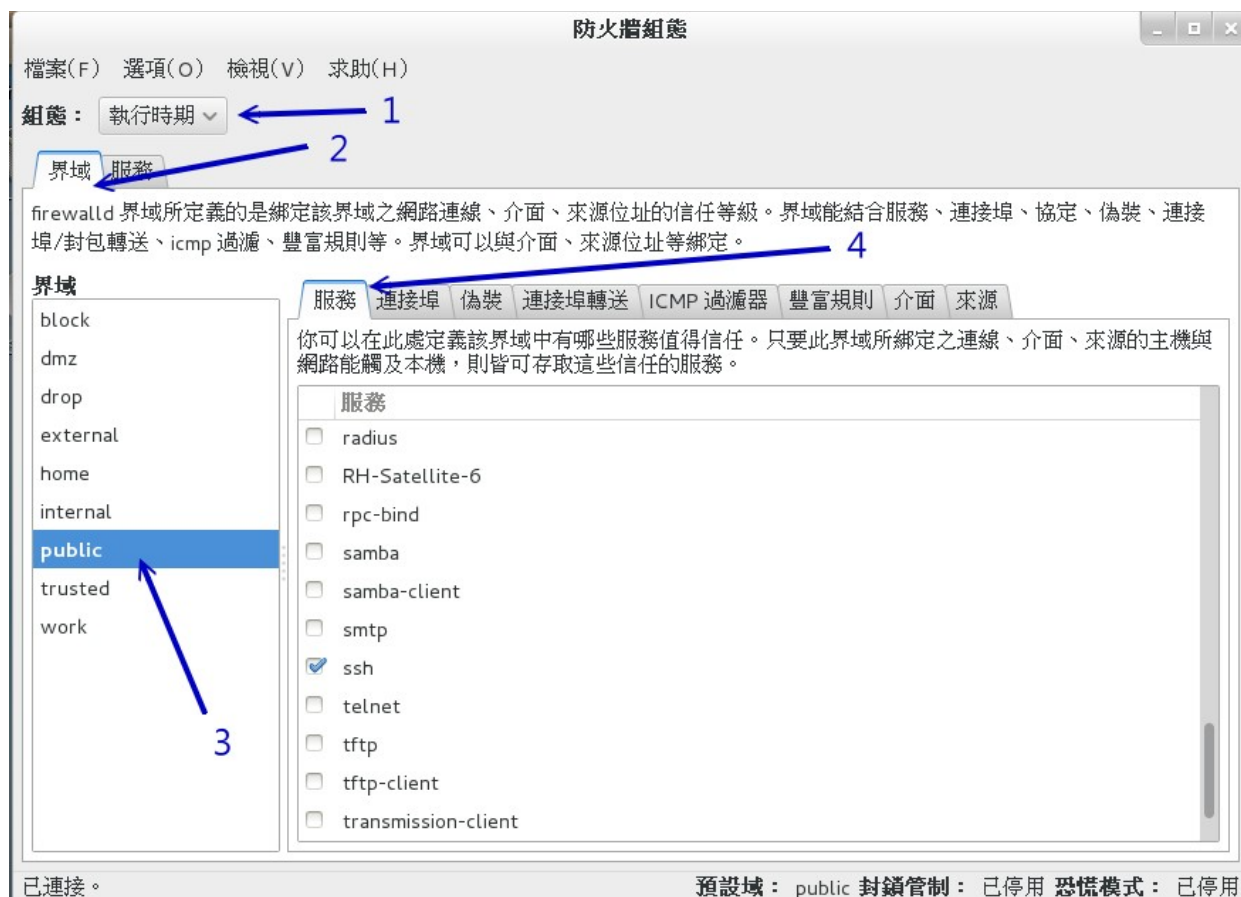 防火牆組態
檔案(F) 選項(O) 檢視(V) 求助(H)
組態： 執行時期 1
2
界域 服務
firewalld 界域所定義的是綁定該界域之網路連線、介面、來源位址的信任等級。界域能結合服務、連接埠、協定、偽裝、連接
埠/封包轉送、icmp 過濾、豐富規則等。界域可以與介面、來源位址等綁定。
4
界域
block
dmz
drop
external
home
internal
public
trusted
work
3
服務 連接埠 偽裝 連接埠轉送 ICMP 過濾器 豐富規則 介面 來源
你可以在此處定義該界域中有哪些服務值得信任。只要此界域所綁定之連線、介面、來源的主機與
網路能觸及本機，則皆可存取這些信任的服務。
服務
radius
RH-Satellite-6
rpc-bind
samba
samba-client
smtp
ssh
telnet
tftp
tftp-client
transmission-client
已連接。 預設域： public 封鎖管制： 已停用 恐慌模式： 已停用